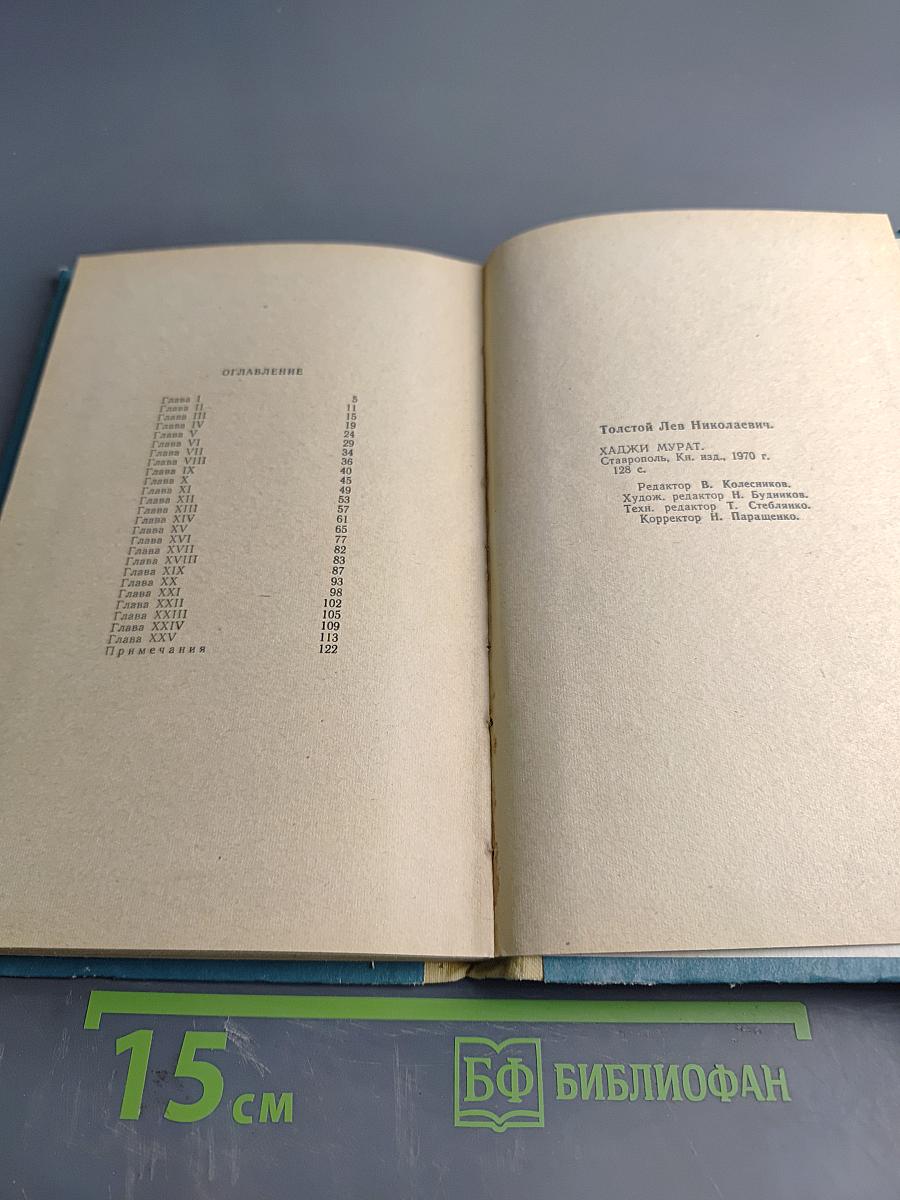 ОГЛАВЛЕНИЕ
Глава I 5
Глава II 11
Глава III 15
Глава IV 19
Глава V 24
Глава VI 29
Глава VII 34
Глава VIII 36
Глава IX 40
Глава X 45
Глава XI 49
Глава XII 53
Глава XIII 57
Глава XIV 61
Глава XV 65
Глава XVI 77
Глава XVII 82
Глава XVIII 83
Глава XIX 87
Глава XX 93
Глава XXI 98
Глава XXII 102
Глава XXIII 105
Глава XXIV 109
Глава XXV 113
Примечания 122
Толстой Лев Николаевич.
ХАДЖИ МУРАТ.
Ставрополь, Кн. изд., 1970 г.
128 с.
Редактор В. Колесников.
Худож. редактор Н. Будников.
Техн. редактор Т. Стеблянко.
Корректор Н. Паращенко.
15 см
БФ БИБЛИОФАН